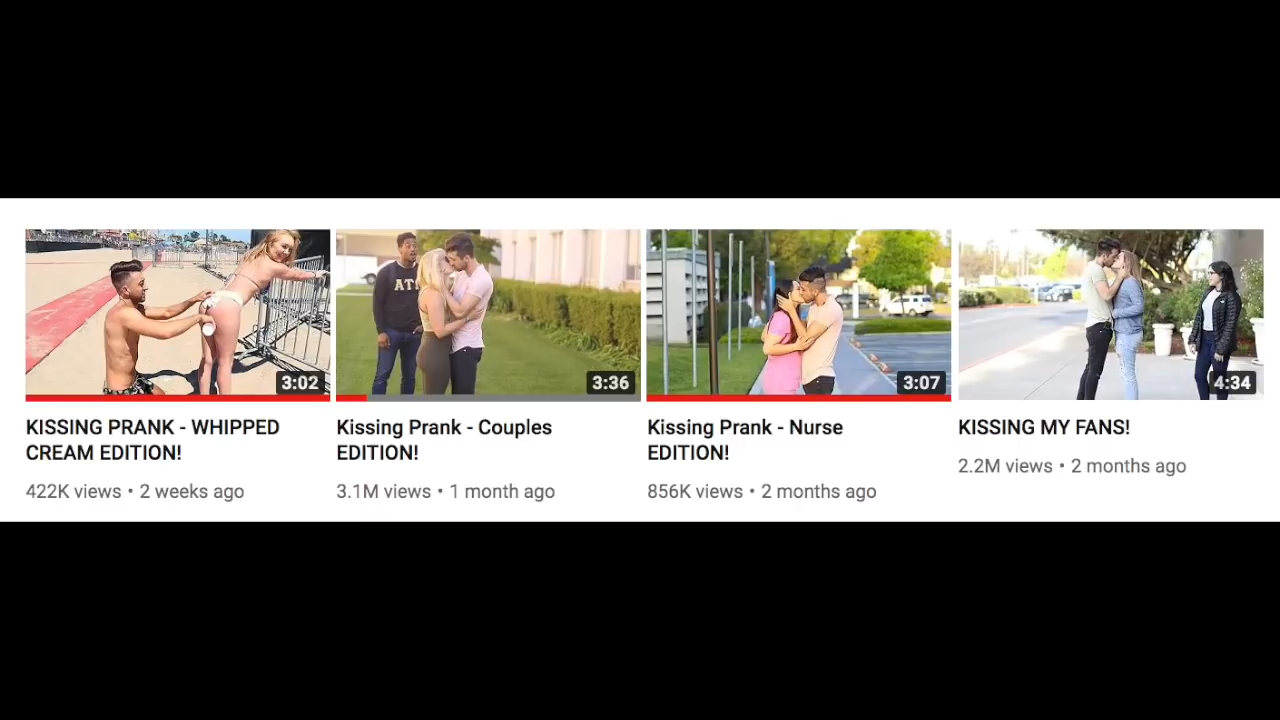 AT
3:02
3:36
3:07
4:34
KISSING PRANK - WHIPPED
CREAM EDITION!
422K views • 2 weeks ago
Kissing Prank - Couples
EDITION!
3.1M views • 1 month ago
Kissing Prank - Nurse
EDITION!
856K views • 2 months ago
KISSING MY FANS!
2.2M views • 2 months ago